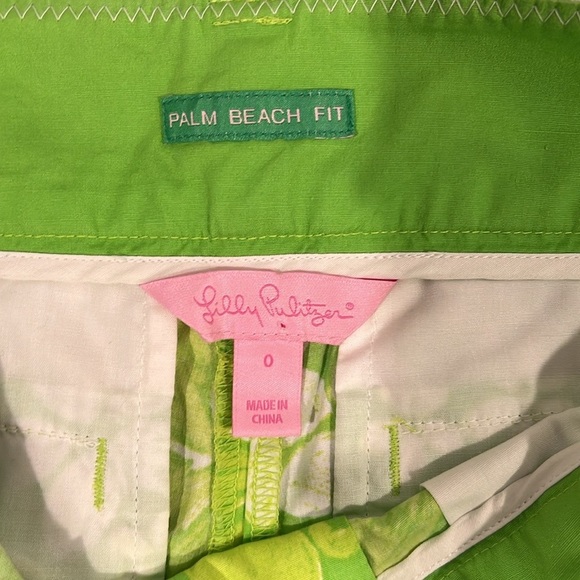 PALM BEACH FIT
Lilly Pulitzer®
0
MADE IN
CHINA